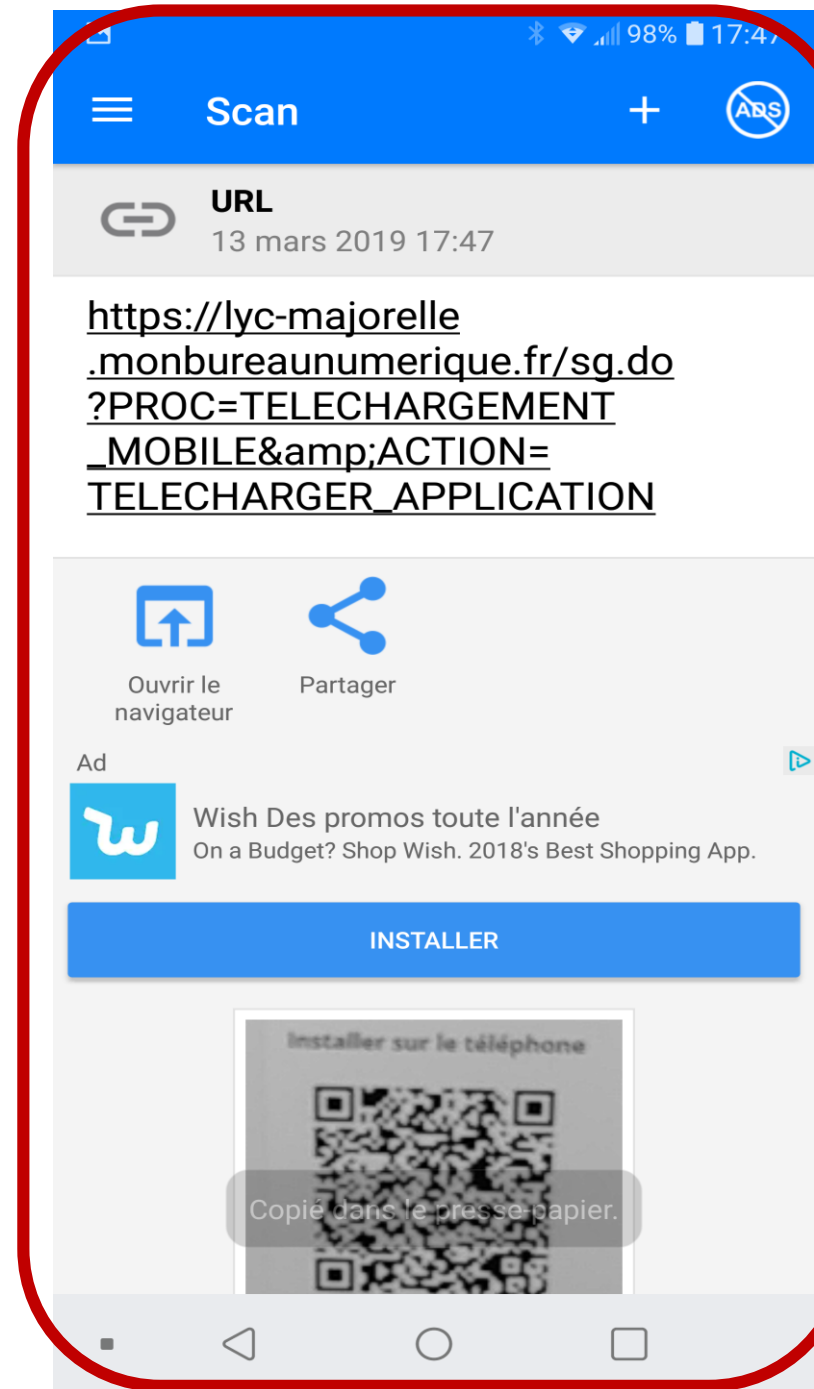 98% 17:47
Scan
ADS
URL
13 mars 2019 17:47
https://lyc-majorelle
.monbureaunumerique.fr/sg.do
?PROC=TELECHARGEMENT
_MOBILE&amp;ACTION=
TELECHARGER_APPLICATION
Ouvrir le
navigateur
Partager
Ad
Wish Des promos toute l'année
On a Budget? Shop Wish. 2018's Best Shopping App.
INSTALLER
Installer sur le téléphone
Copié dans le presse-papier.